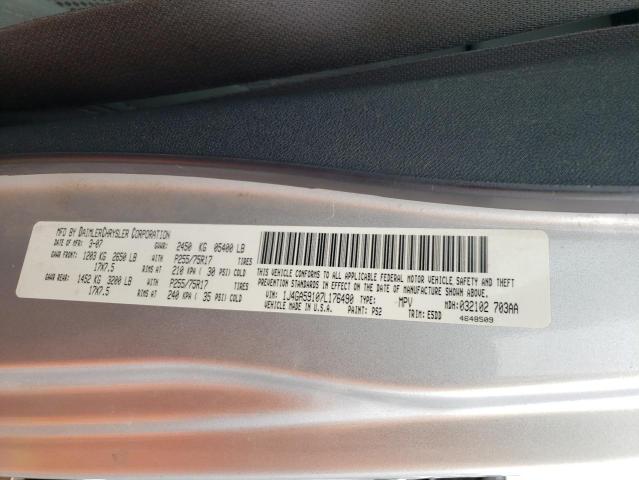 MFD BY DAIMLERCHRYSLER CORPORATION
DATE OF MFR: 3-07 GVWR: 2450 KG 05400 LB
GAWR FRONT: 1203 KG 2650 LB P255/75R17 TIRES
17X7.5 RIMS AT 210 KPA ( 30 PSI) COLD
GAWR REAR: 1452 KG 3200 LB P255/75R17 TIRES
17X7.5 RIMS AT 240 KPA ( 35 PSI) COLD
THIS VEHICLE CONFORMS TO ALL APPLICABLE FEDERAL MOTOR VEHICLE SAFETY AND THEFT
PREVENTION STANDARDS IN EFFECT ON THE DATE OF MANUFACTURE SHOWN ABOVE.
VIN: 1J4GA59107L176490 TYPE: MPV MDH: 032102 703AA
VEHICLE MADE IN U.S.A. PAINT: PS2 TRIM: E5DD 4648509